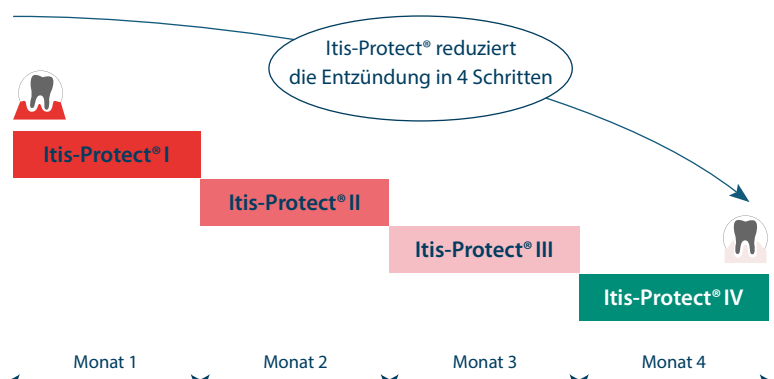 Itis-Protect® reduziert
die Entzündung in 4 Schritten
Itis-Protect® I
Itis-Protect® II
Itis-Protect® III
Itis-Protect® IV
Monat 1
Monat 2
Monat 3
Monat 4